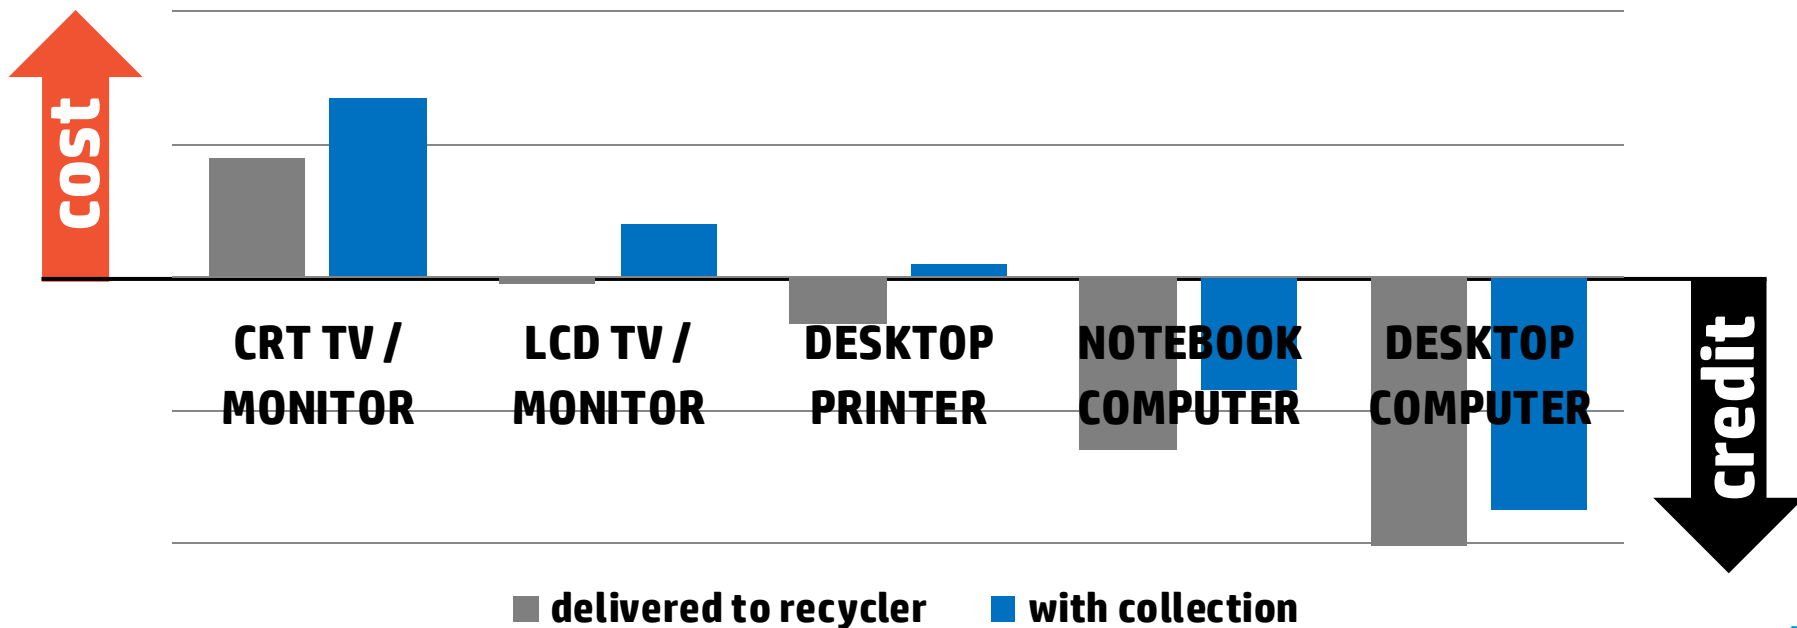 cost
CRT TV /
MONITOR
LCD TV /
MONITOR
DESKTOP
PRINTER
NOTEBOOK
COMPUTER
DESKTOP
COMPUTER
credit
delivered to recycler
with collection